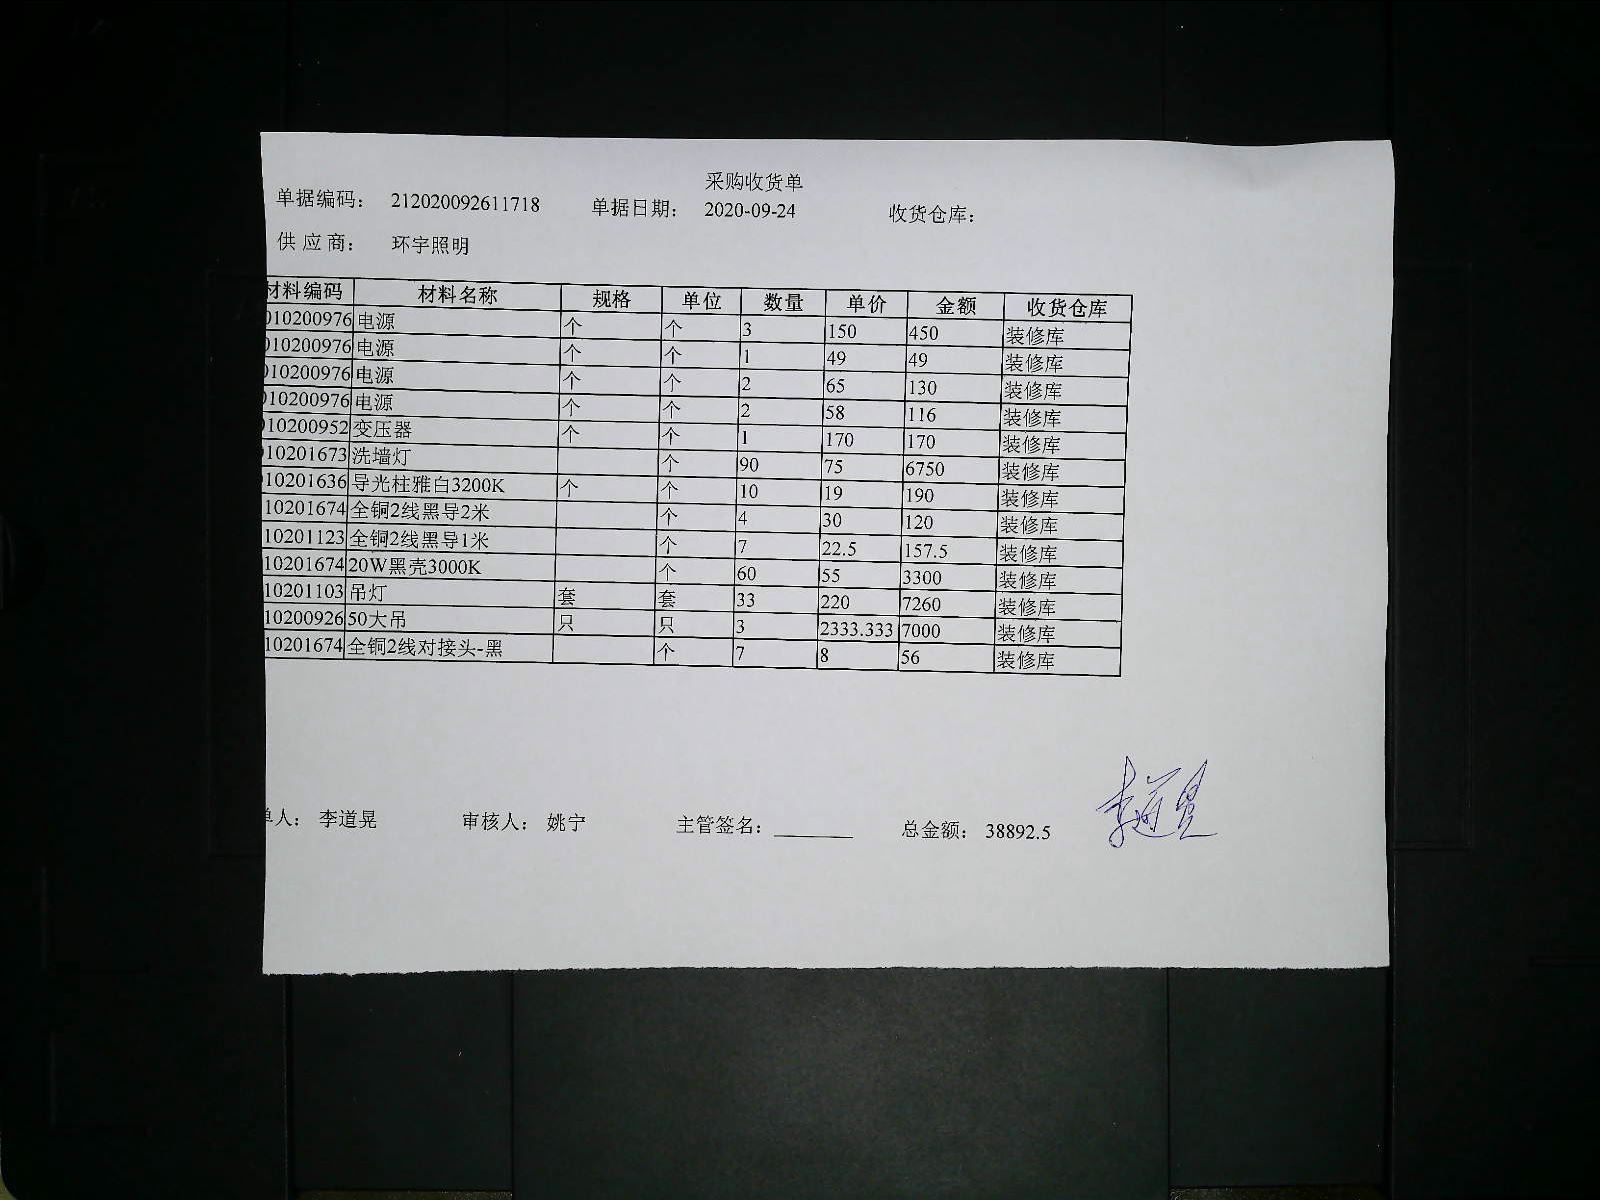 采购收货单
单据编码： 212020092611718 单据日期： 2020-09-24 收货仓库：
供应商： 环宇照明
材料编码 材料名称 规格 单位 数量 单价 金额 收货仓库
010200976 电源 个 个 3 150 450 装修库
010200976 电源 个 个 1 49 49 装修库
010200976 电源 个 个 2 65 130 装修库
010200976 电源 个 个 2 58 116 装修库
10200952 变压器 个 个 1 170 170 装修库
10201673 洗墙灯 个 90 75 6750 装修库
10201636 导光柱雅白3200K 个 个 10 19 190 装修库
10201674 全铜2线黑导2米 个 4 30 120 装修库
10201123 全铜2线黑导1米 个 7 22.5 157.5 装修库
10201674 20W黑壳3000K 个 60 55 3300 装修库
10201103 吊灯 套 套 33 220 7260 装修库
10200926 50大吊 只 只 3 2333.333 7000 装修库
10201674 全铜2线对接头-黑 个 7 8 56 装修库
单人： 李道晃 审核人： 姚宁 主管签名： 总金额： 38892.5
李道晃